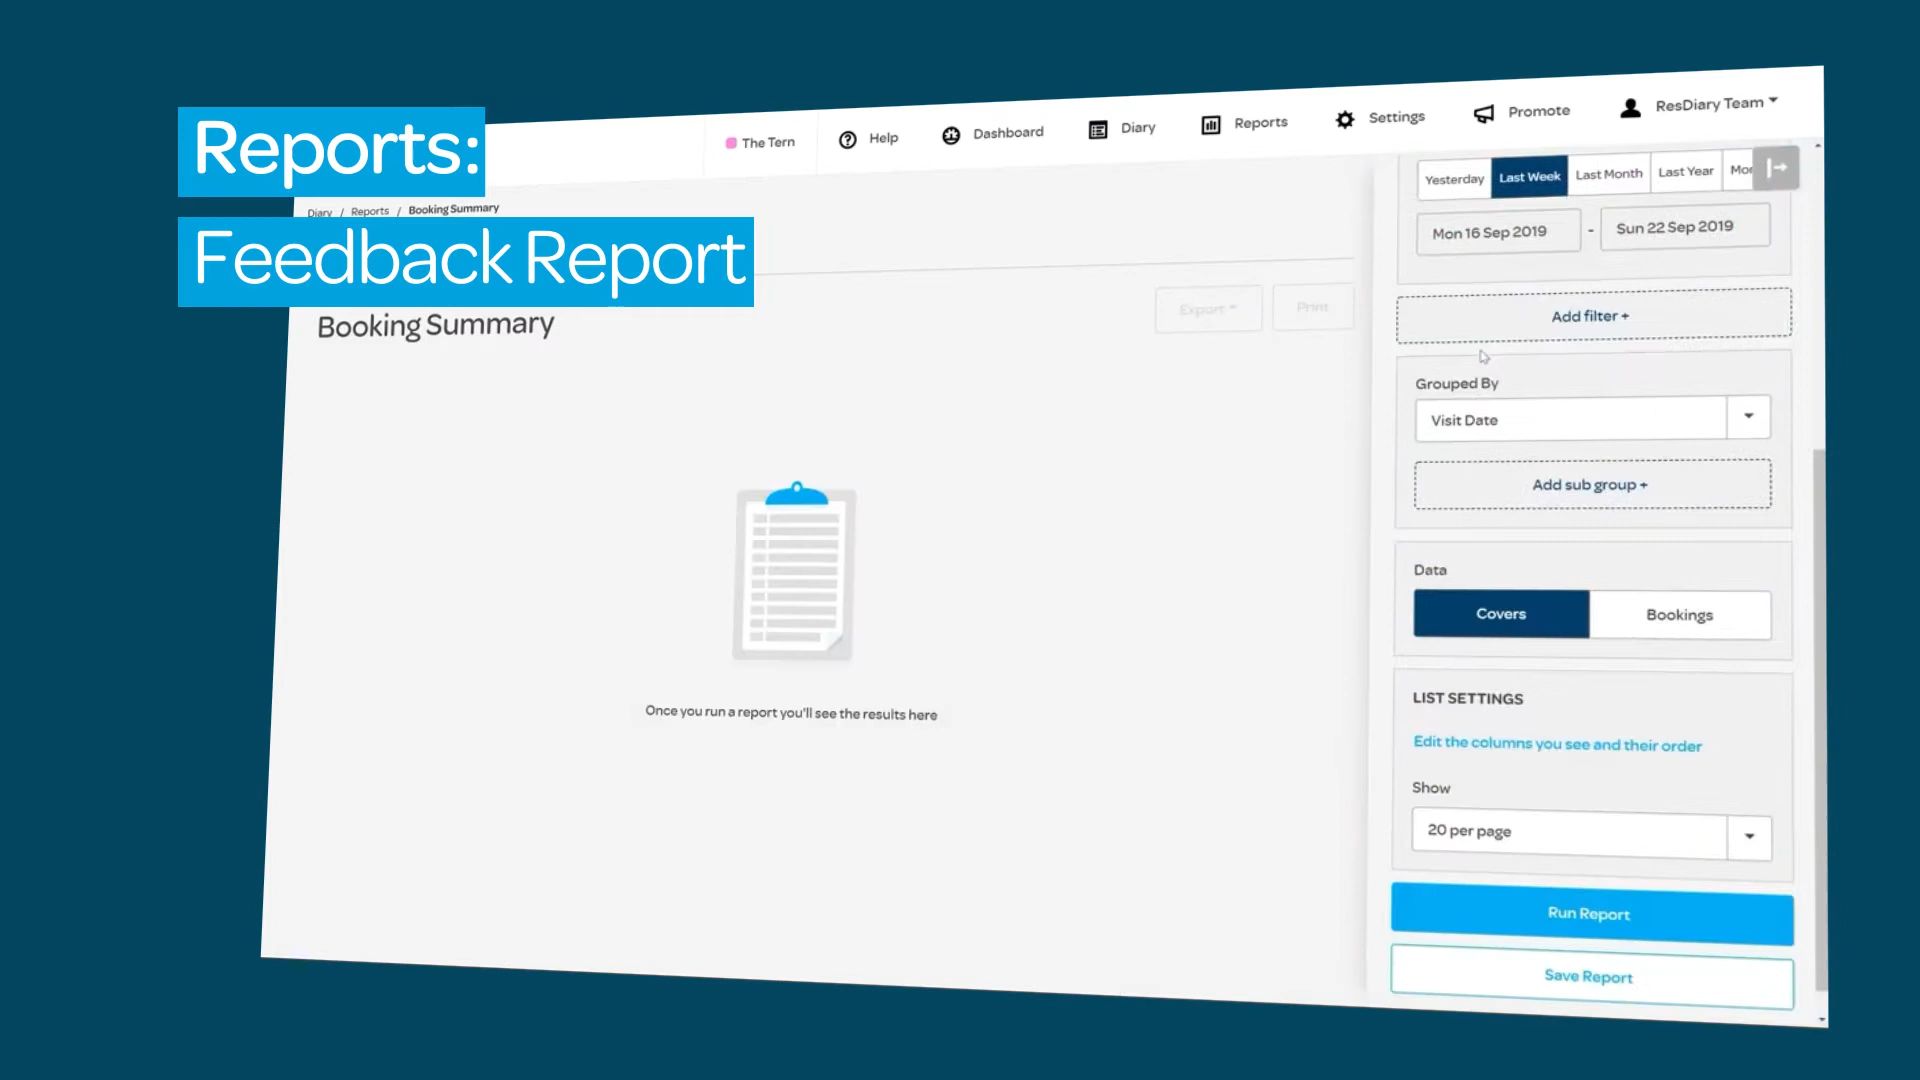 Reports:
Feedback Report
The Tern
Help
Dashboard
Diary
Reports
Settings
Promote
ResDiary Team
Diary / Reports / Booking Summary
Booking Summary
Export
Print
Once you run a report you'll see the results here
Yesterday
Last Week
Last Month
Last Year
Mon 16 Sep 2019 - Sun 22 Sep 2019
Add filter +
Grouped By
Visit Date
Add sub group +
Data
Covers
Bookings
LIST SETTINGS
Edit the columns you see and their order
Show
20 per page
Run Report
Save Report